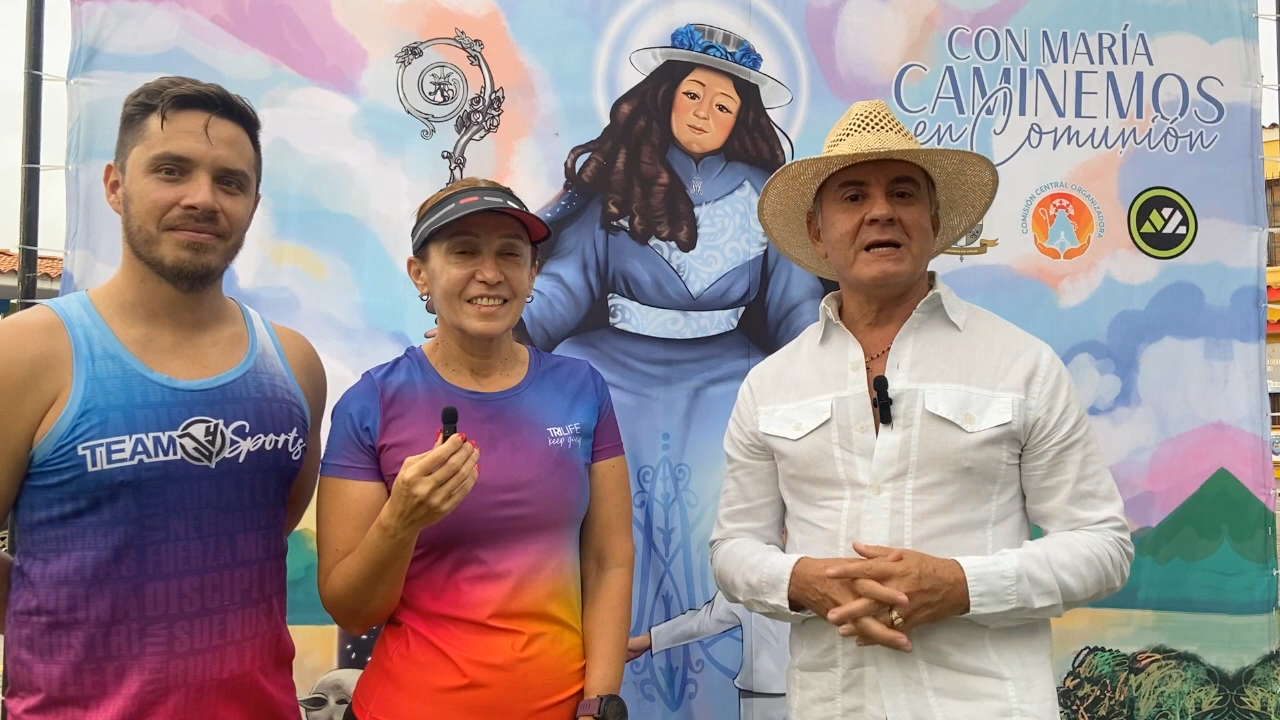 CON MARÍA
CAMINEMOS
en Comunión
COMISIÓN CENTRAL ORGANIZADORA
TEAM Sports
TRILIFE
keep going